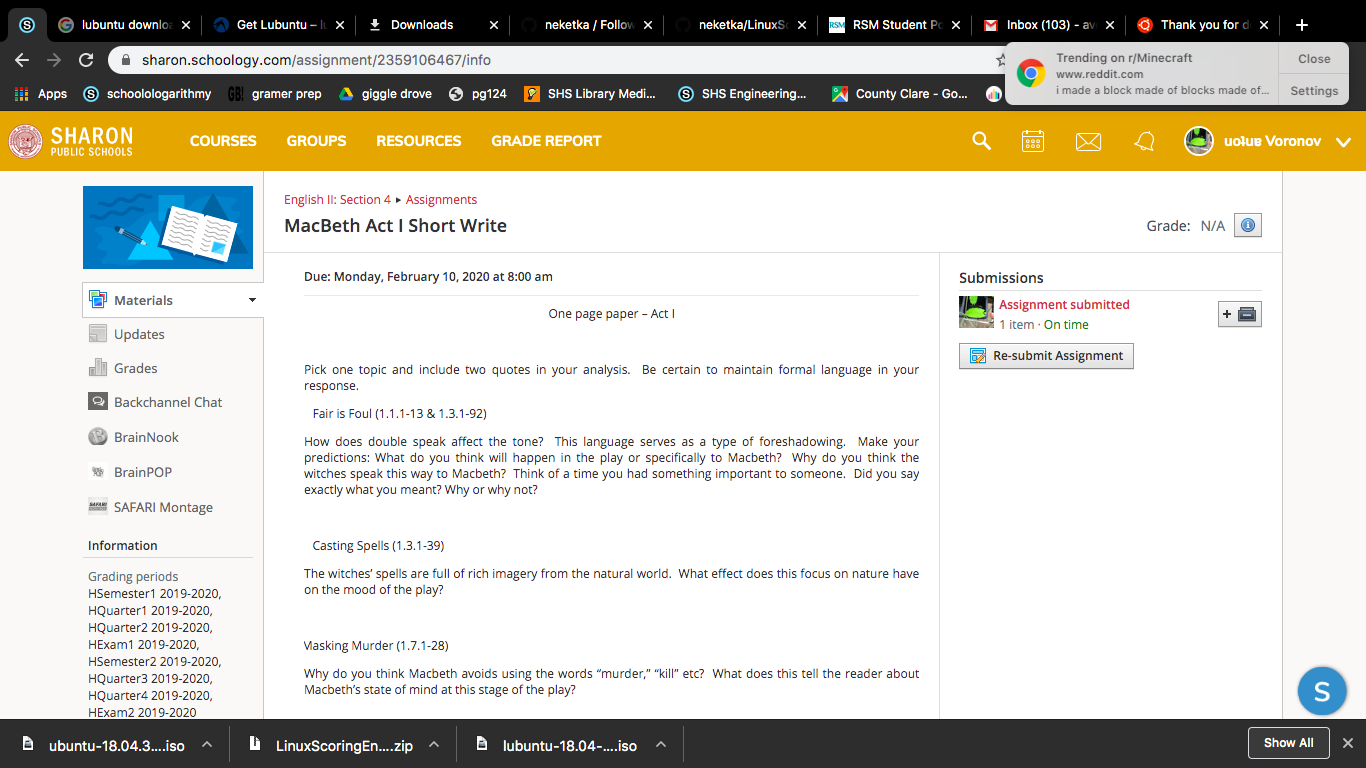 lubuntu downloa
Get Lubuntu – l
Downloads
neketka / Follow
neketka/LinuxSc
RSM Student Po
Inbox (103) - av
Thank you for d
sharon.schoology.com/assignment/2359106467/info
Trending on r/Minecraft
www.reddit.com
i made a block made of blocks made of...
Close
Settings
Apps
schoologarithmy
gramer prep
giggle drove
pg124
SHS Library Medi...
SHS Engineering...
County Clare - Go...
SHARON
PUBLIC SCHOOLS
COURSES
GROUPS
RESOURCES
GRADE REPORT
Voronov
English II: Section 4 ▸ Assignments
MacBeth Act I Short Write
Grade: N/A
Materials
Updates
Grades
Backchannel Chat
BrainNook
BrainPOP
SAFARI Montage
Information
Grading periods
HSemester1 2019-2020,
HQuarter1 2019-2020,
HQuarter2 2019-2020,
HExam1 2019-2020,
HSemester2 2019-2020,
HQuarter3 2019-2020,
HQuarter4 2019-2020,
HExam2 2019-2020
Due: Monday, February 10, 2020 at 8:00 am
One page paper – Act I
Pick one topic and include two quotes in your analysis. Be certain to maintain formal language in your
response.
Fair is Foul (1.1.1-13 & 1.3.1-92)
How does double speak affect the tone? This language serves as a type of foreshadowing. Make your
predictions: What do you think will happen in the play or specifically to Macbeth? Why do you think the
witches speak this way to Macbeth? Think of a time you had something important to someone. Did you say
exactly what you meant? Why or why not?
Casting Spells (1.3.1-39)
The witches' spells are full of rich imagery from the natural world. What effect does this focus on nature have
on the mood of the play?
Masking Murder (1.7.1-28)
Why do you think Macbeth avoids using the words “murder,” “kill” etc? What does this tell the reader about
Macbeth's state of mind at this stage of the play?
Submissions
Assignment submitted
1 item · On time
Re-submit Assignment
S
ubuntu-18.04.3....iso
LinuxScoringEn....zip
lubuntu-18.04-....iso
Show All